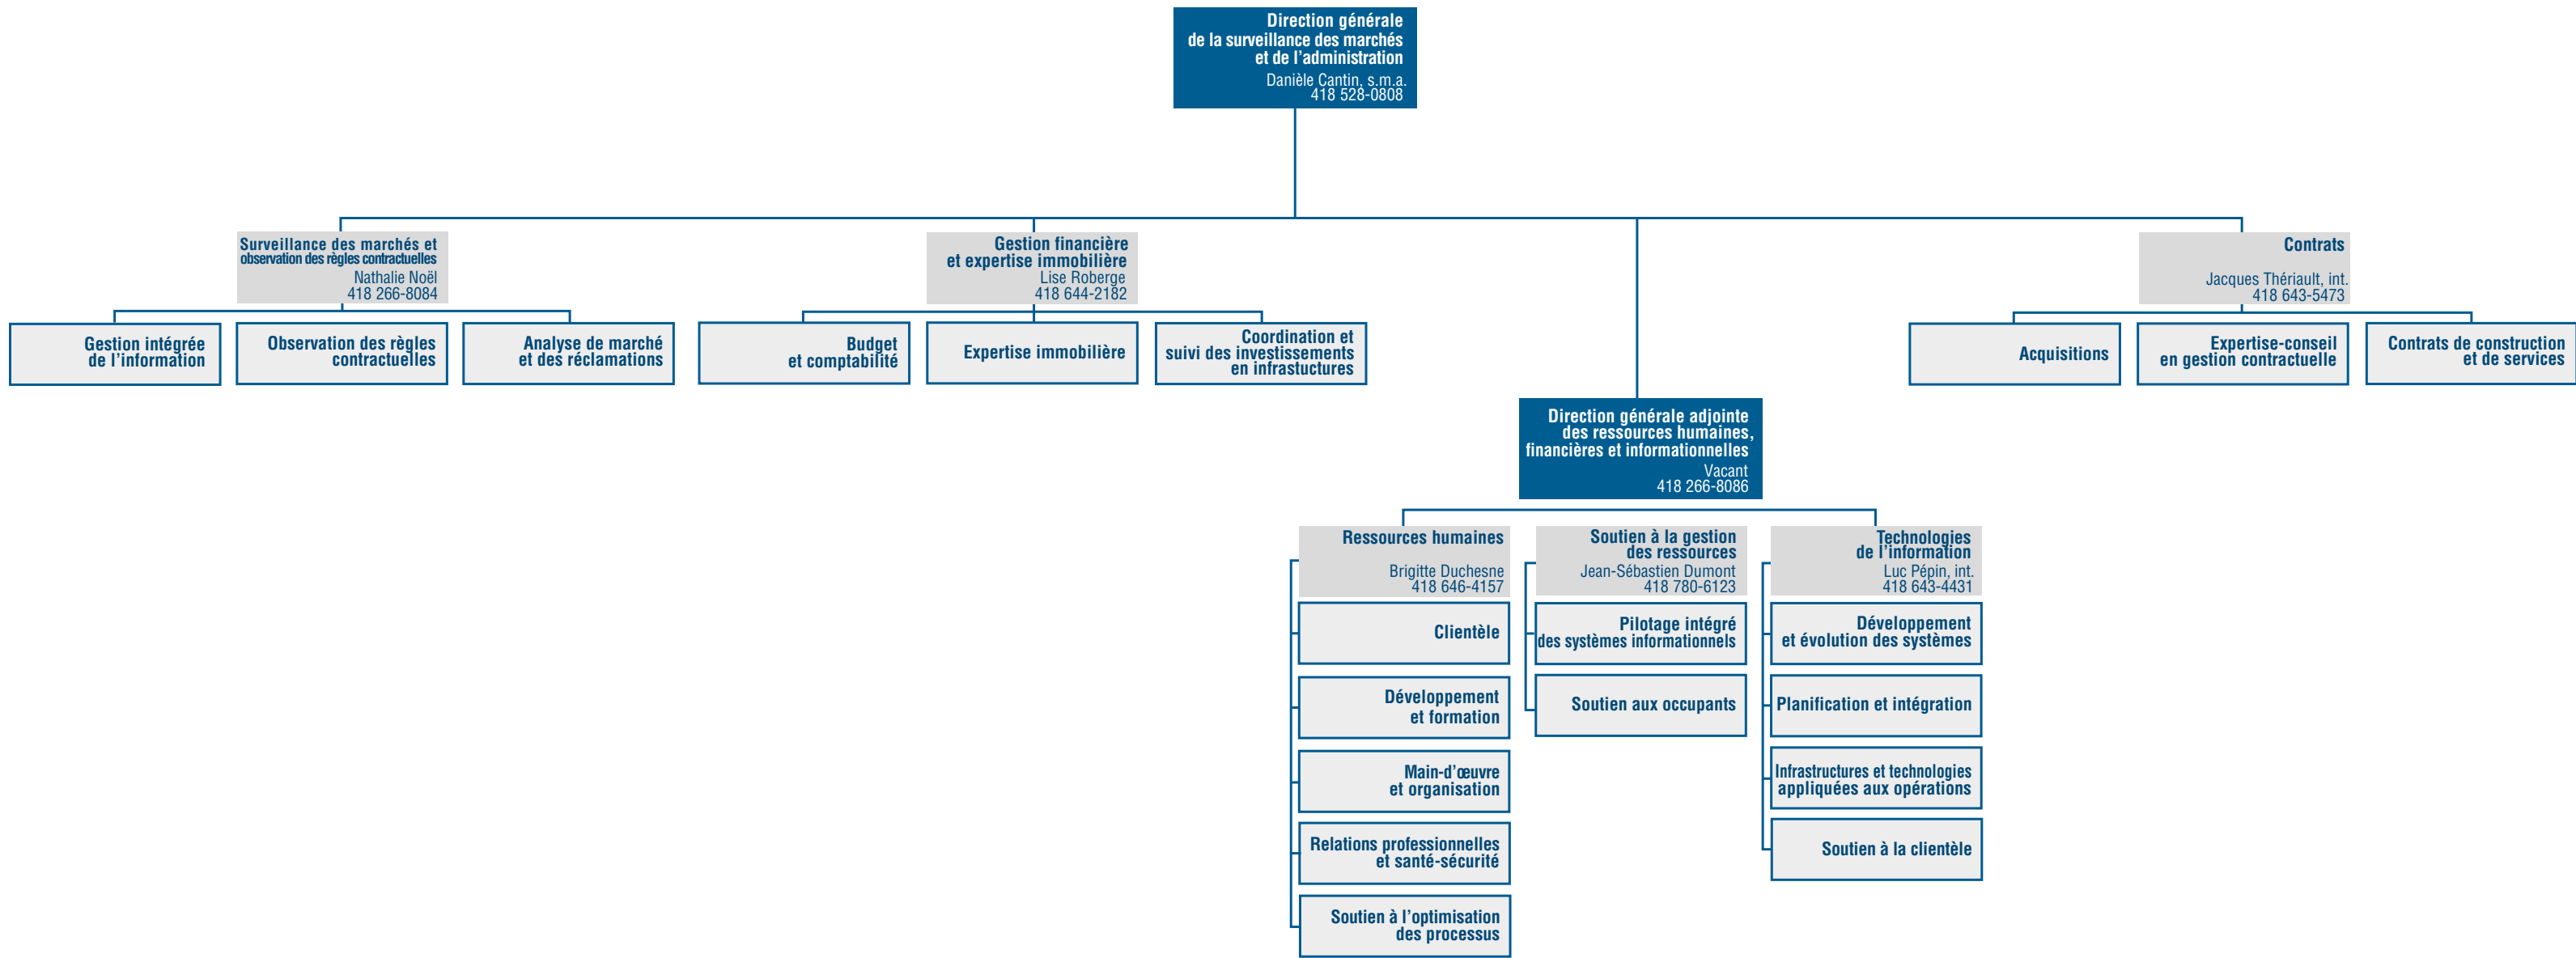 Direction générale
de la surveillance des marchés
et de l'administration
Danièle Cantin, s.m.a.
418 528-0808
Surveillance des marchés et
observation des règles contractuelles
Nathalie Noël
418 266-8084
Gestion intégrée
de l'information
Observation des règles
contractuelles
Analyse de marché
et des réclamations
Gestion financière
et expertise immobilière
Lise Roberge
418 644-2182
Budget
et comptabilité
Expertise immobilière
Coordination et
suivi des investissements
en infrastuctures
Contrats
Jacques Thériault, int.
418 643-5473
Acquisitions
Expertise-conseil
en gestion contractuelle
Contrats de construction
et de services
Direction générale adjointe
des ressources humaines,
financières et informationnelles
Vacant
418 266-8086
Ressources humaines
Brigitte Duchesne
418 646-4157
Clientèle
Développement
et formation
Main-d'œuvre
et organisation
Relations professionnelles
et santé-sécurité
Soutien à l'optimisation
des processus
Soutien à la gestion
des ressources
Jean-Sébastien Dumont
418 780-6123
Pilotage intégré
des systèmes informationnels
Soutien aux occupants
Technologies
de l'information
Luc Pépin, int.
418 643-4431
Développement
et évolution des systèmes
Planification et intégration
Infrastructures et technologies
appliquées aux opérations
Soutien à la clientèle